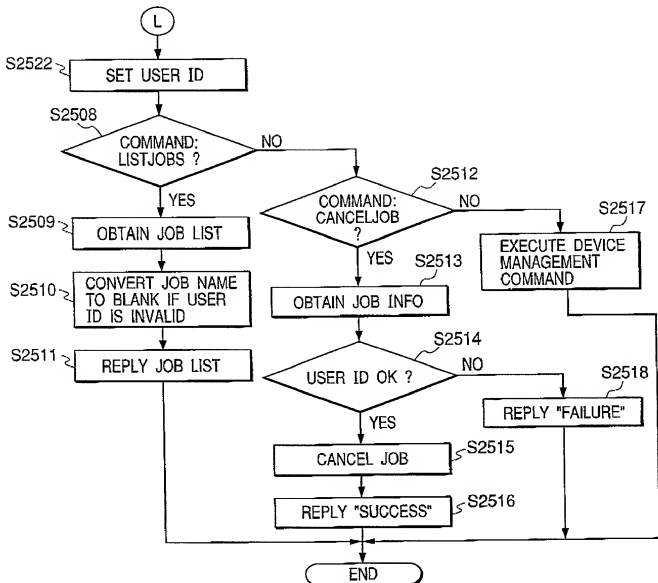 L
S2522
SET USER ID
S2508
COMMAND:
LISTJOBS ?
NO
YES
S2512
COMMAND:
CANCELJOB
?
NO
YES
S2509
OBTAIN JOB LIST
S2517
EXECUTE DEVICE
MANAGEMENT
COMMAND
S2513
OBTAIN JOB INFO
S2510
CONVERT JOB NAME
TO BLANK IF USER
ID IS INVALID
S2511
REPLY JOB LIST
S2514
USER ID OK ?
NO
YES
S2518
REPLY "FAILURE"
CANCEL JOB
S2515
REPLY "SUCCESS"
S2516
END